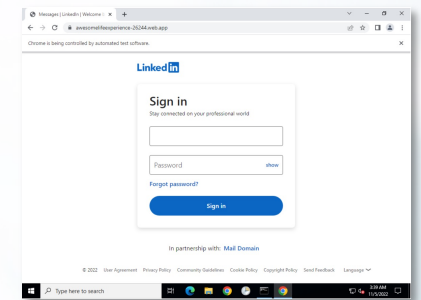 Messages | LinkedIn | Welcome
awesomelifeexperience-26244.web.app
Chrome is being controlled by automated test software.
Linked in
Sign in
Stay connected on your professional world
Password show
Forgot password?
Sign in
In partnership with: Mail Domain
© 2022 User Agreement Privacy Policy Community Guidelines Cookie Policy Copyright Policy Send Feedback Language
Type here to search
3:39 AM
11/5/2022